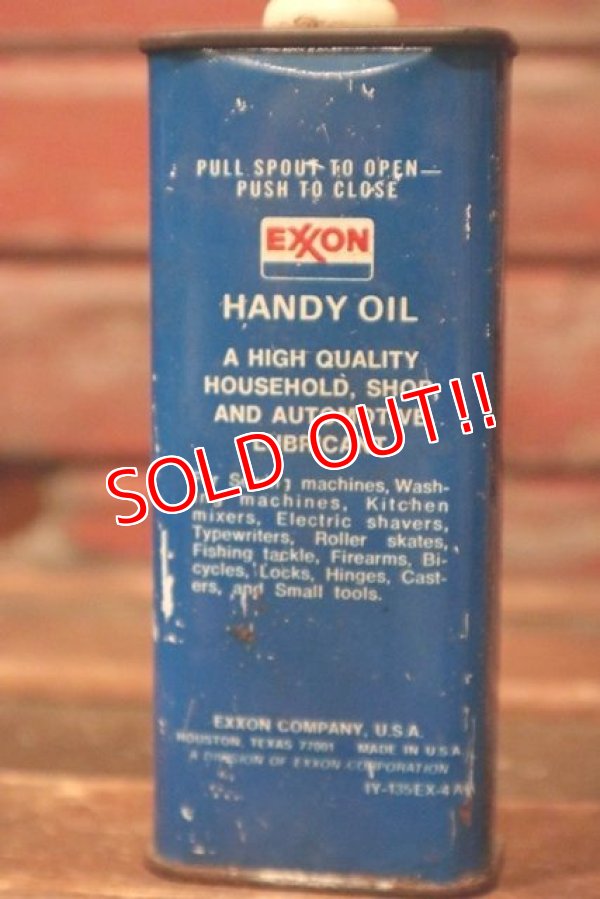 PULL SPOUT TO OPEN—
PUSH TO CLOSE
EXXON
HANDY OIL
A HIGH QUALITY
HOUSEHOLD, SHOP,
AND AUTOMOTIVE
LUBRICANT
SOLD OUT!!
machines, Wash-
ing machines, Kitchen
mixers, Electric shavers,
Typewriters, Roller skates,
Fishing tackle, Firearms, Bi-
cycles, Locks, Hinges, Cast-
ers, and Small tools.
EXXON COMPANY, U.S.A.
HOUSTON, TEXAS 77001 MADE IN U.S.A.
A DIVISION OF EXXON CORPORATION